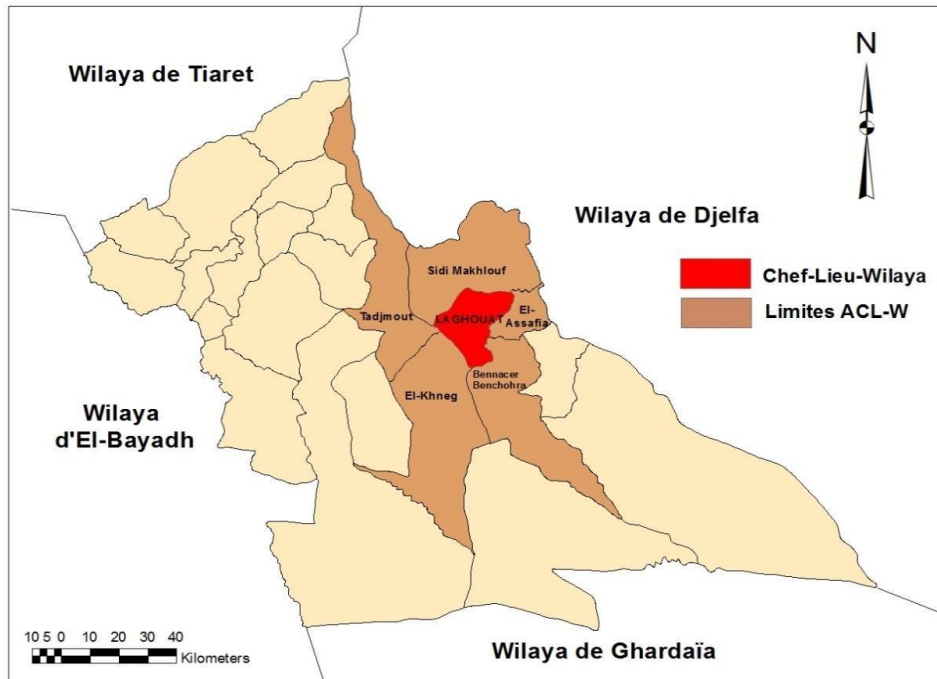 Wilaya de Tiaret
N
Wilaya de Djelfa
Chef-Lieu-Wilaya
Limites ACL-W
Sidi Makhlouf
LAGHOUAT
El-
Assafia
Tadjmout
Bennacer
Benchohra
El-Khneg
Wilaya
d'El-Bayadh
Wilaya de Ghardaïa
10 5 0 10 20 30 40
Kilometers